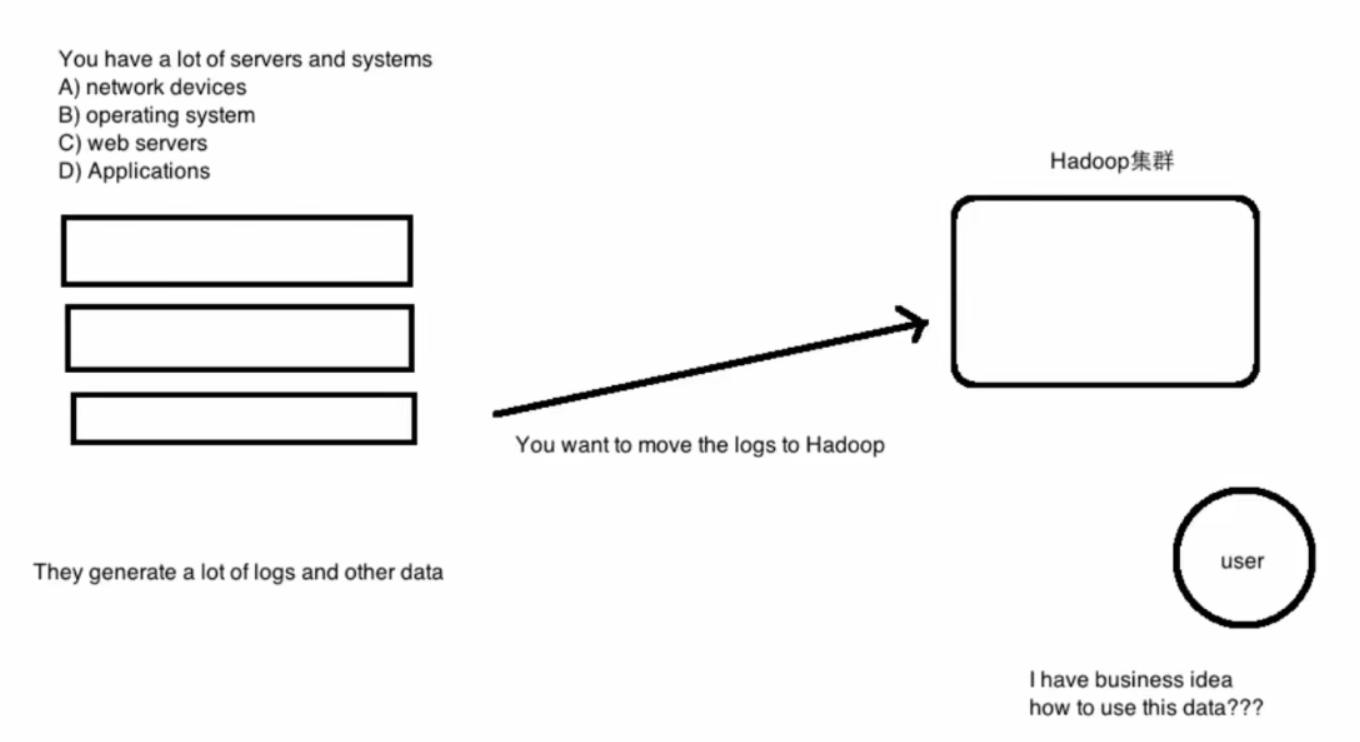 You have a lot of servers and systems
A) network devices
B) operating system
C) web servers
D) Applications
Hadoop集群
You want to move the logs to Hadoop
They generate a lot of logs and other data
user
I have business idea
how to use this data???